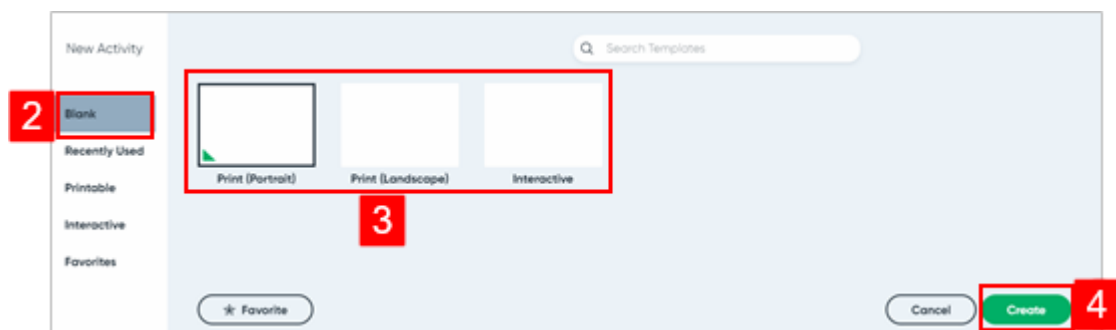 New Activity
Search Templates
2
Blank
Recently Used
Printable
Interactive
Favorites
Print (Portrait)
Print (Landscape)
Interactive
3
Favorite
Cancel
Create
4